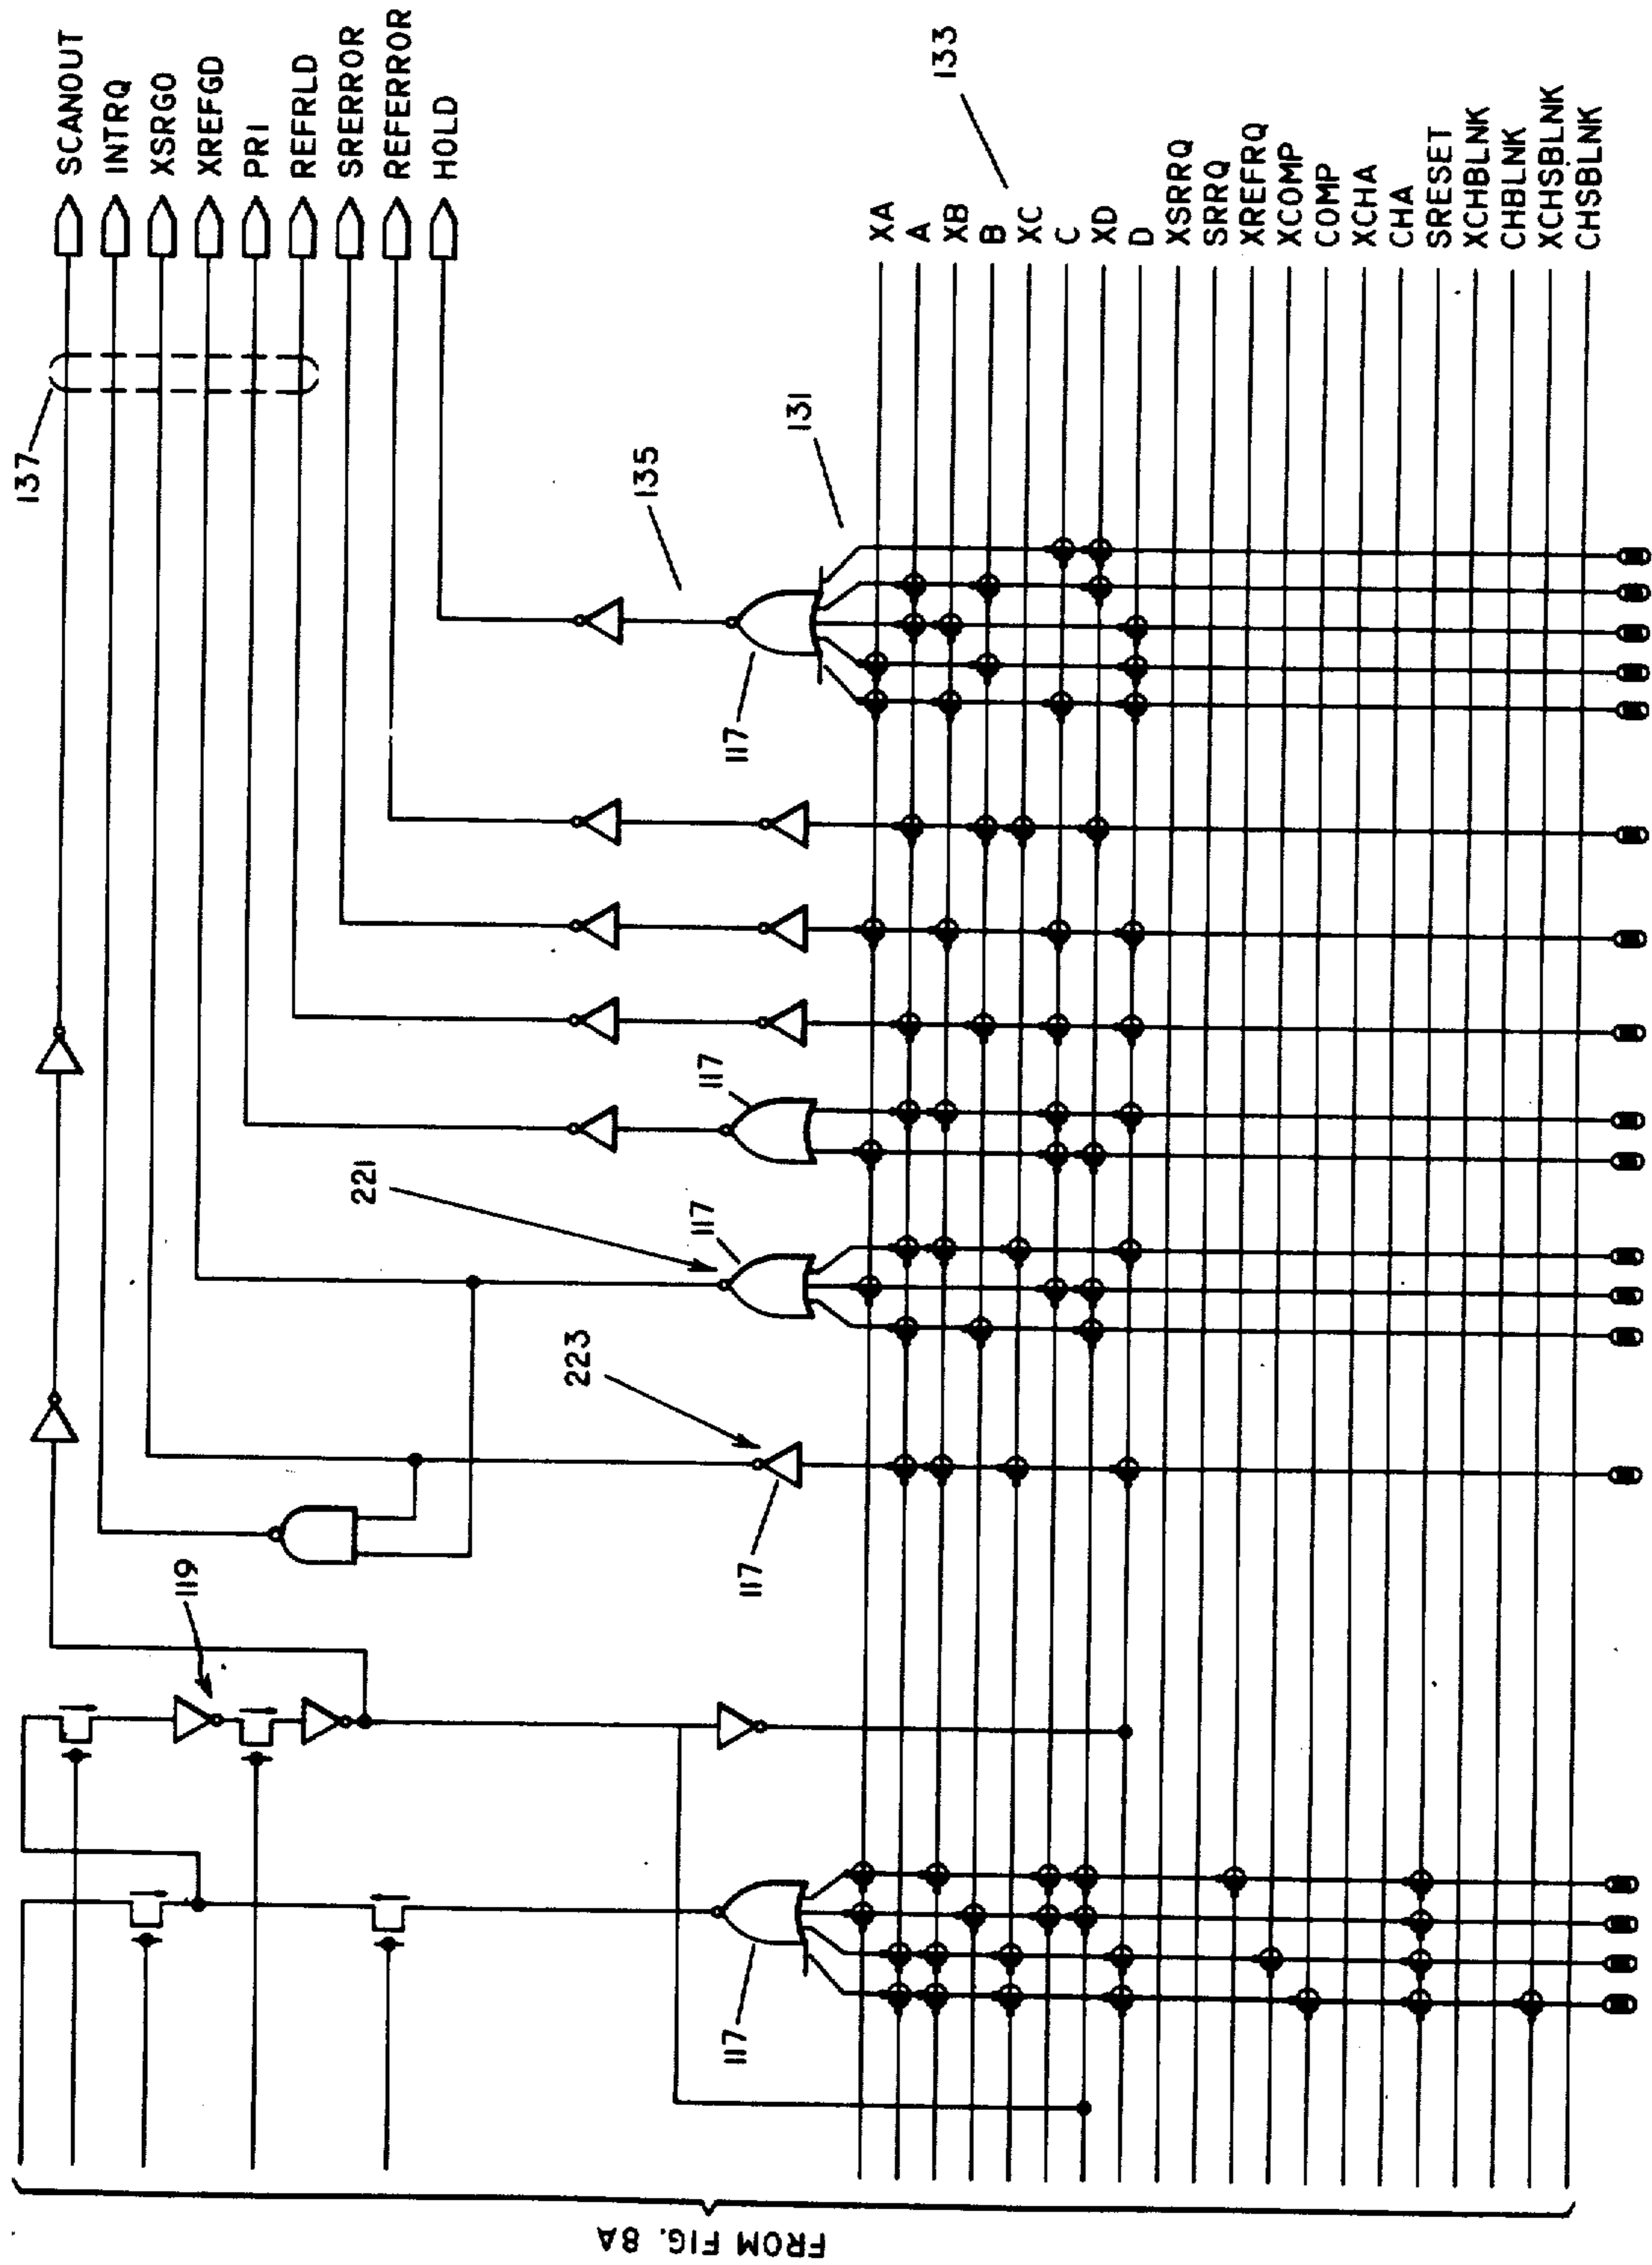 SCANOUT
INTRQ
XSRGO
XREFGD
PRI
REFRLD
SRERROR
REFERROR
HOLD
137
135
131
133
117
117
221
117
223
117
119
117
XA
A
XB
B
XC
C
XD
D
XSRRQ
SRRQ
XREFRQ
XCOMP
COMP
XCHA
CHA
SRESET
XCHBLNK
CHBLNK
XCHSBLNK
CHSBLNK
FROM FIG. 8A